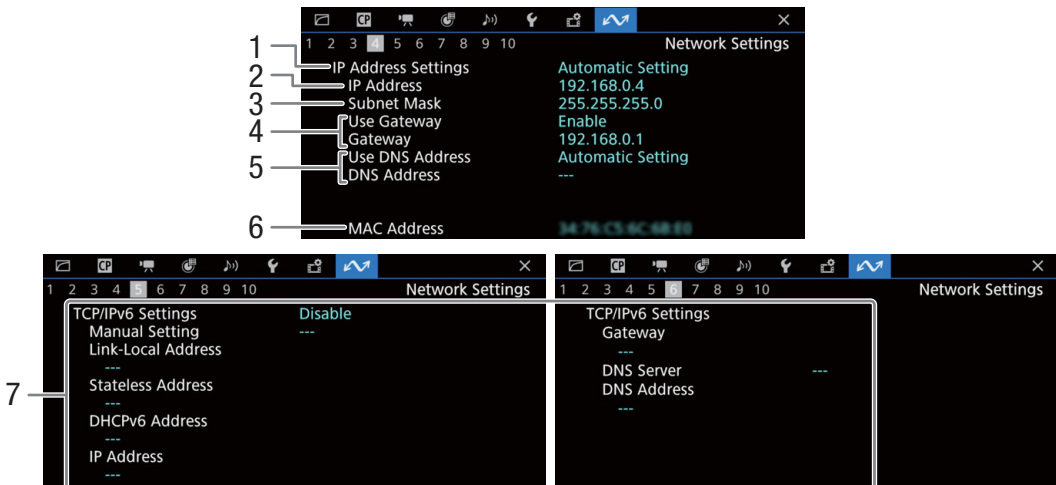 CP
1 2 3 4 5 6 7 8 9 10 Network Settings
1 IP Address Settings Automatic Setting
2 IP Address 192.168.0.4
3 Subnet Mask 255.255.255.0
4 Use Gateway Enable
Gateway 192.168.0.1
5 Use DNS Address Automatic Setting
DNS Address ---
6 MAC Address
CP
1 2 3 4 5 6 7 8 9 10 Network Settings
7
TCP/IPv6 Settings Disable
Manual Setting ---
Link-Local Address
---
Stateless Address
---
DHCPv6 Address
---
IP Address
---
CP
1 2 3 4 5 6 7 8 9 10 Network Settings
TCP/IPv6 Settings
Gateway
---
DNS Server ---
DNS Address
---